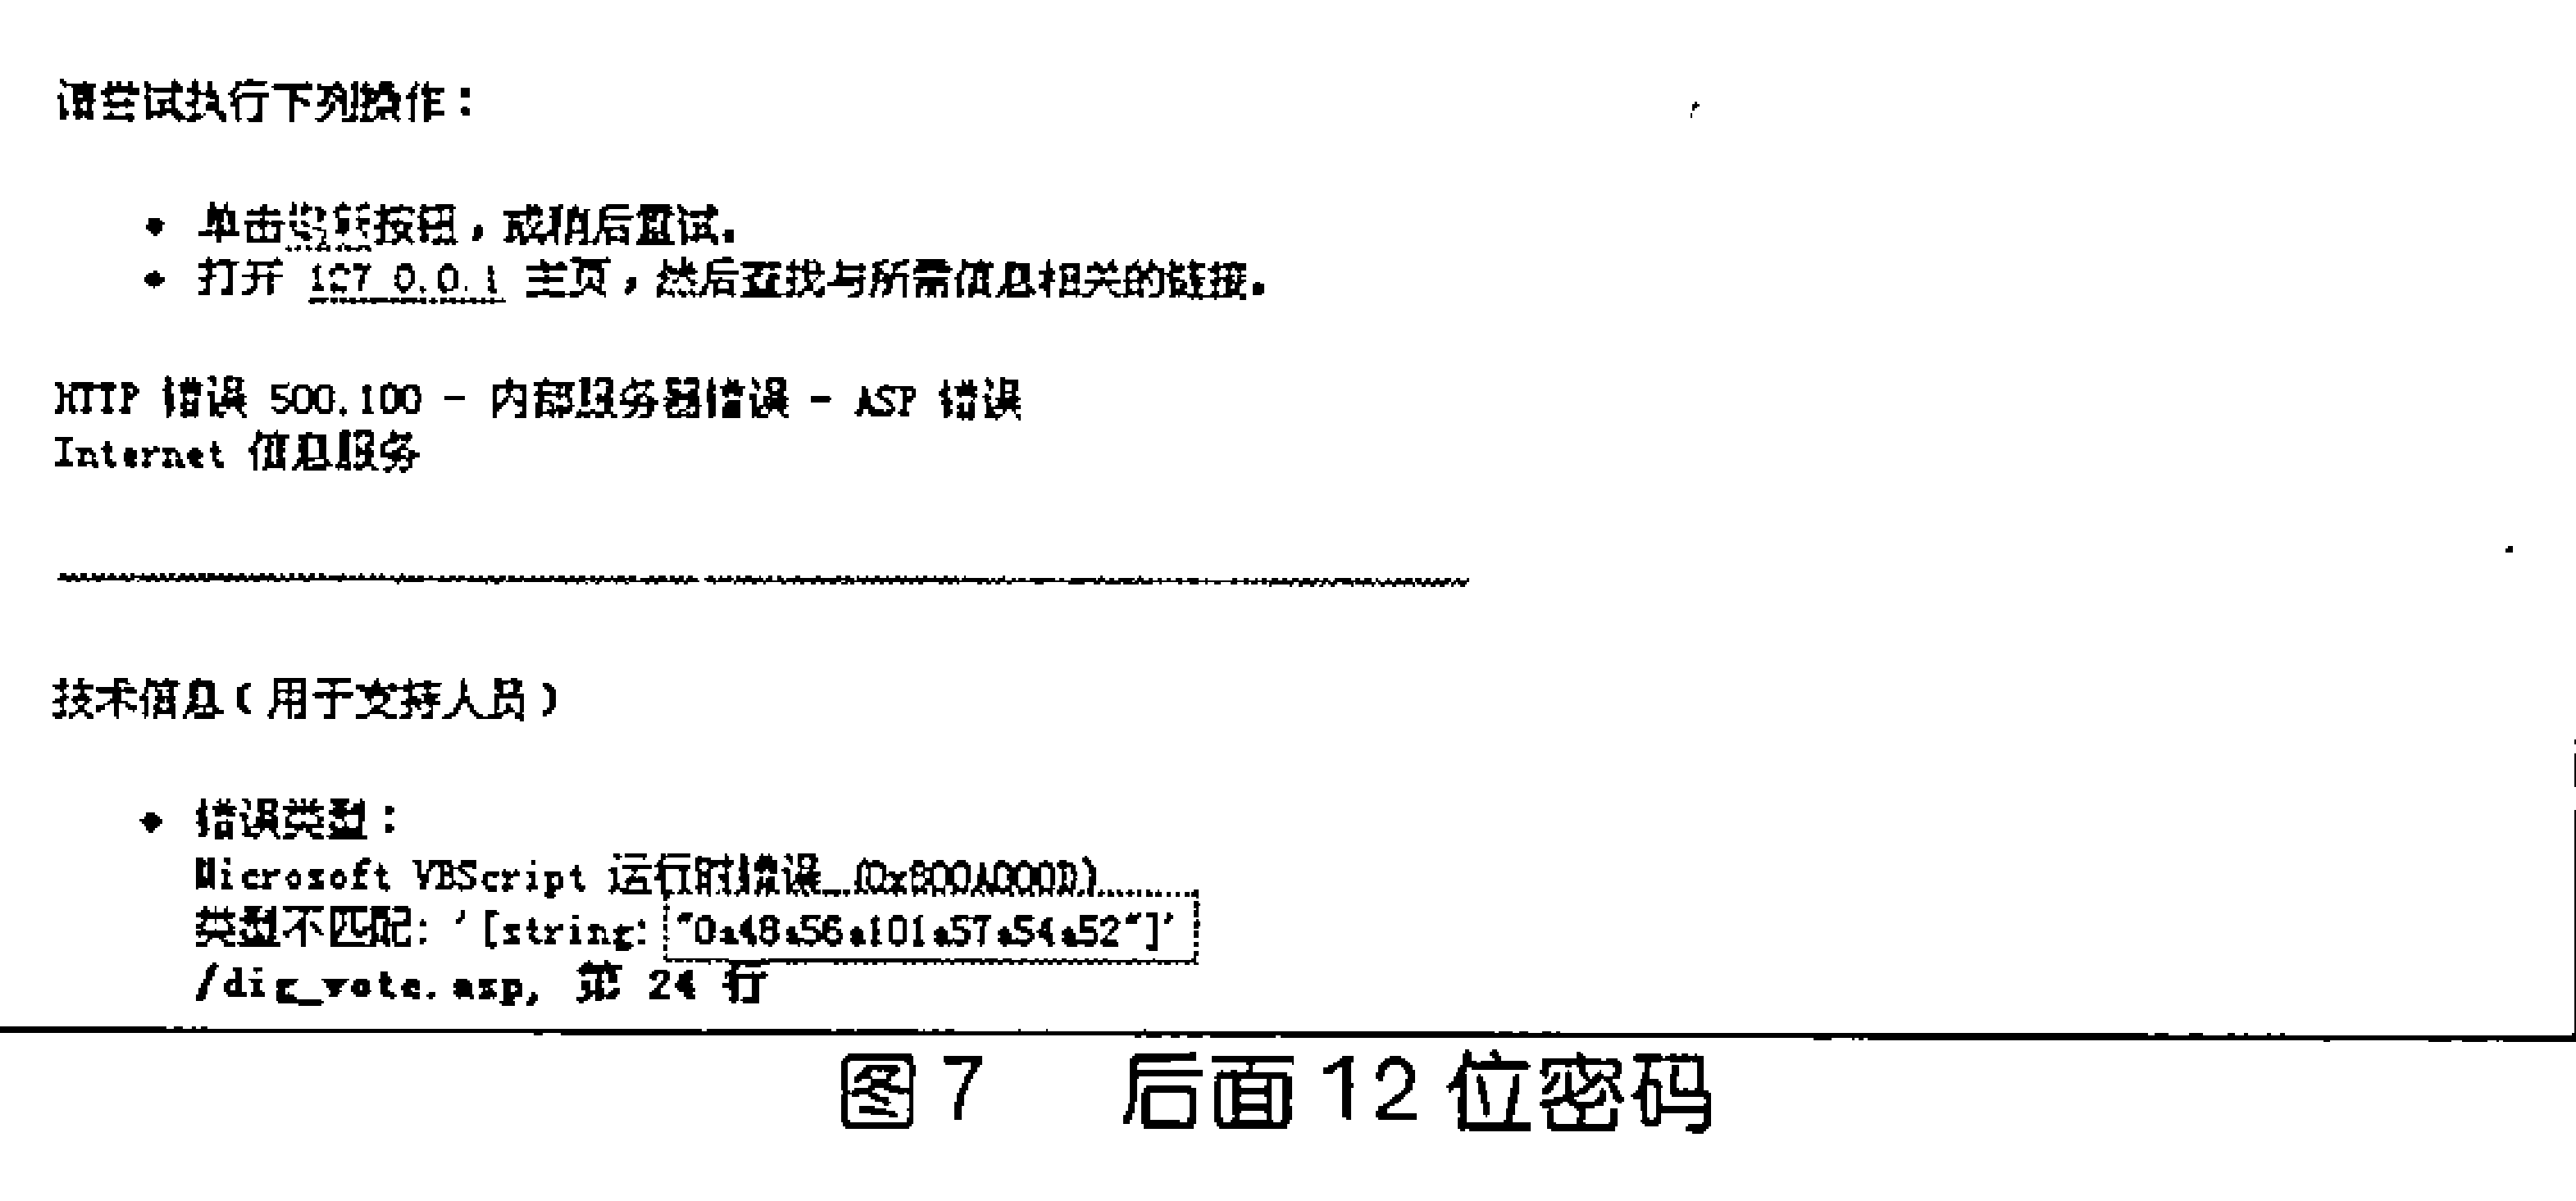 请尝试执行下列操作：
• 单击后退按钮，或稍后重试。
• 打开 127.0.0.1 主页，然后查找与所需信息相关的链接。
HTTP 错误 500.100 - 内部服务器错误 - ASP 错误
Internet 信息服务
技术信息（用于支持人员）
• 错误类型：
Microsoft VBScript 运行时错误 (0x800A000D)
类型不匹配: '[string: "0a48a56a101a57a54a52"]'
/dig_vote.asp, 第 24 行
图 7 后面 12 位密码